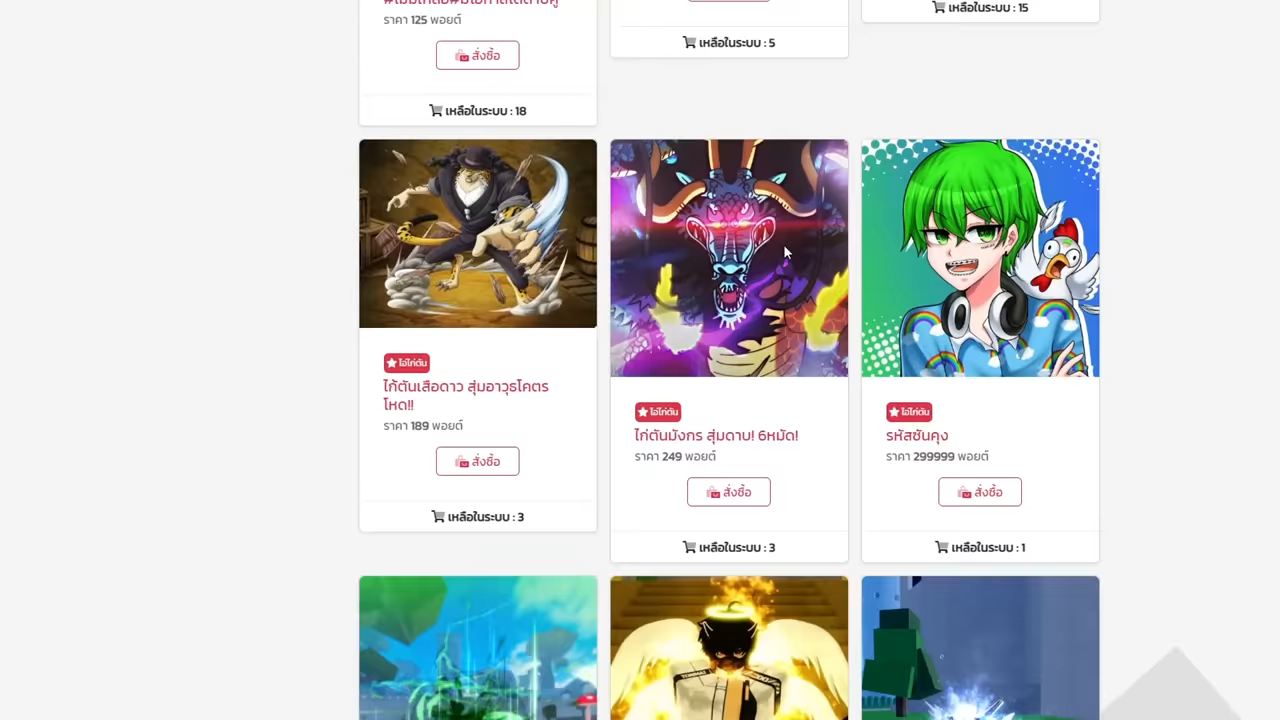 ราคา 125 พอยต์
สั่งซื้อ
เหลือในระบบ : 18
เหลือในระบบ : 5
เหลือในระบบ : 15
ไอ้ไก่ตัน
ไก้ตันเสือดาว สุ่มอาวุธโคตร
โหด!!
ราคา 189 พอยต์
สั่งซื้อ
เหลือในระบบ : 3
ไอ้ไก่ตัน
ไก่ตันมังกร สุ่มดาบ! 6หมัด!
ราคา 249 พอยต์
สั่งซื้อ
เหลือในระบบ : 3
ไอ้ไก่ตัน
รหัสซันคุง
ราคา 299999 พอยต์
สั่งซื้อ
เหลือในระบบ : 1